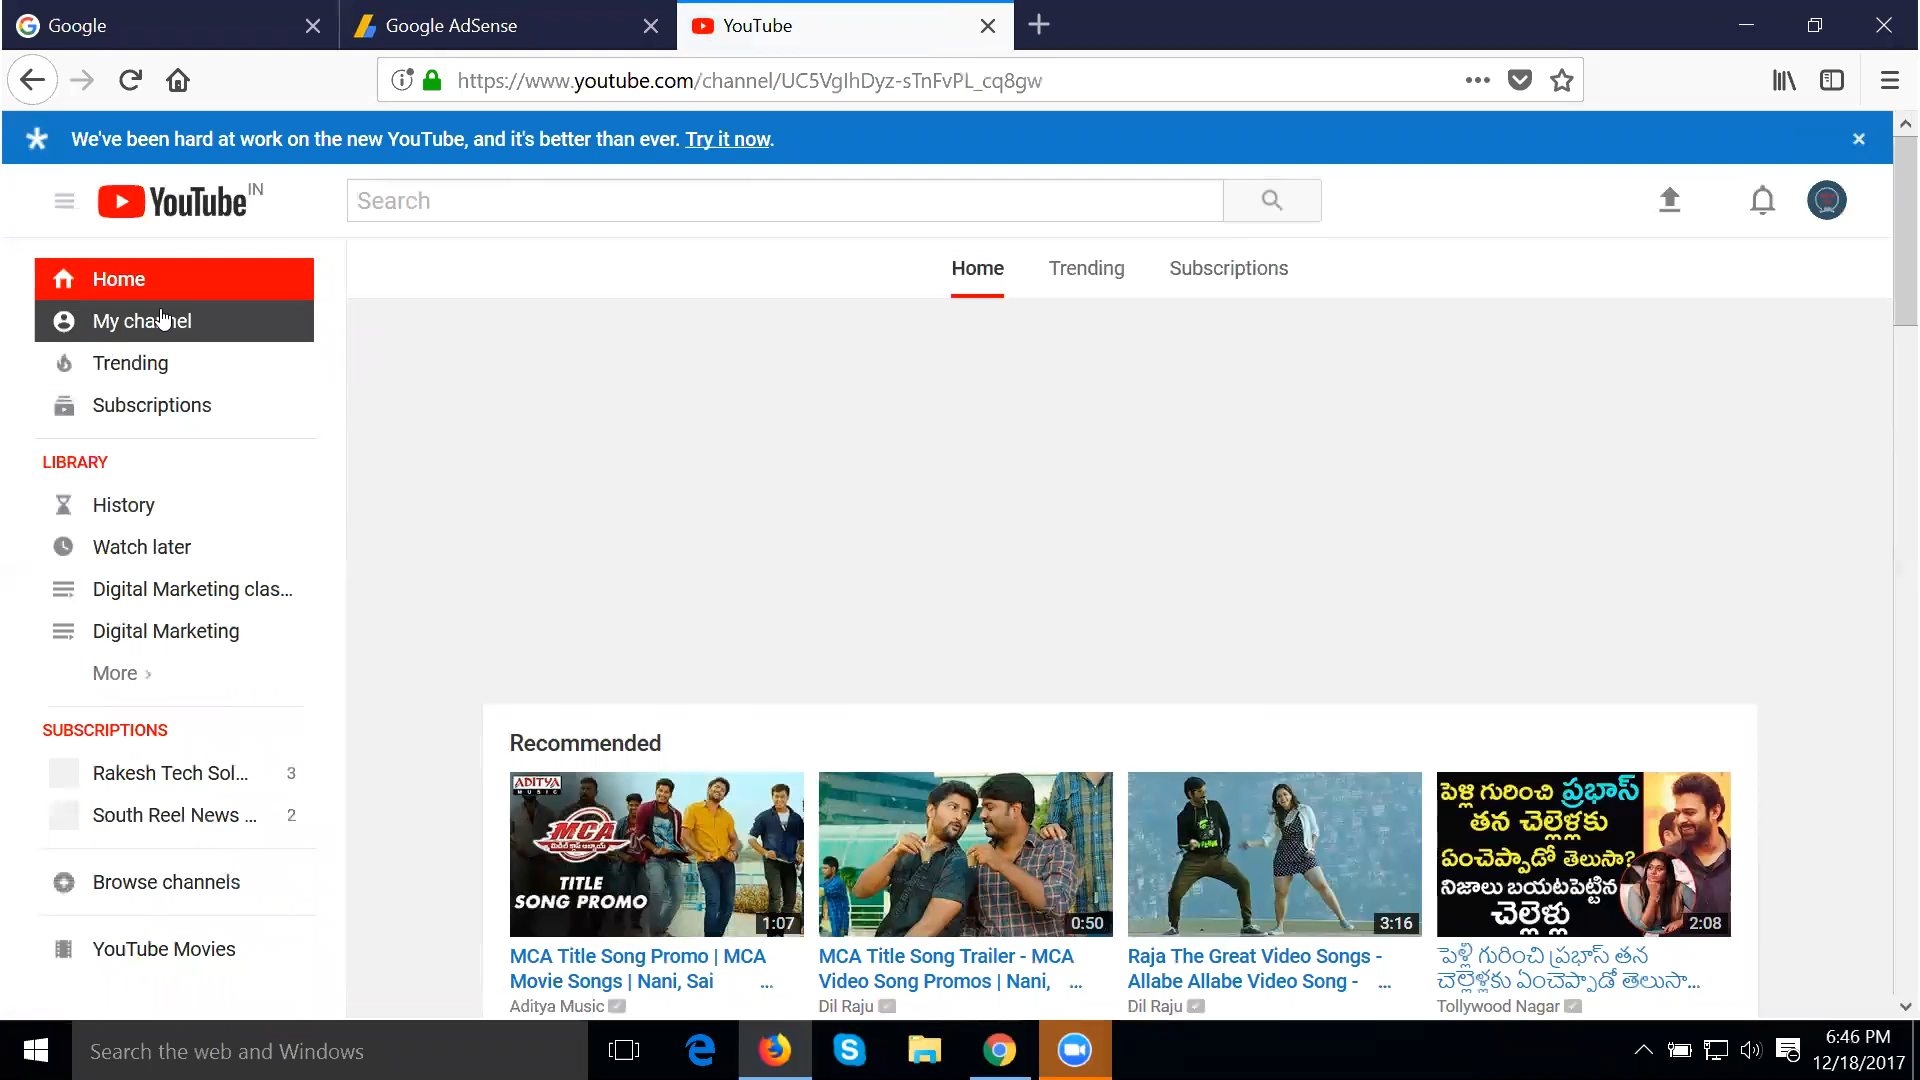 Google
Google AdSense
YouTube
https://www.youtube.com/channel/UC5VglhDyz-sTnFvPL_cq8gw
We've been hard at work on the new YouTube, and it's better than ever. Try it now.
YouTube IN
Search
Home
My channel
Trending
Subscriptions
LIBRARY
History
Watch later
Digital Marketing clas...
Digital Marketing
More ›
SUBSCRIPTIONS
Rakesh Tech Sol... 3
South Reel News ... 2
Browse channels
YouTube Movies
Home Trending Subscriptions
Recommended
ADITYA
MUSIC
MCA
TITLE
SONG PROMO
1:07
0:50
3:16
పెళ్లి గురించి ప్రభాస్
తన చెల్లెళ్లకు
ఏంచెప్పాడో తెలుసా?
నిజాలు బయటపెట్టిన
చెల్లెళ్లు
2:08
MCA Title Song Promo | MCA
Movie Songs | Nani, Sai ...
Aditya Music
MCA Title Song Trailer - MCA
Video Song Promos | Nani, ...
Dil Raju
Raja The Great Video Songs -
Allabe Allabe Video Song - ...
Dil Raju
పెళ్లి గురించి ప్రభాస్ తన
చెల్లెళ్లకు ఏంచెప్పాడో తెలుసా...
Tollywood Nagar
Search the web and Windows
6:46 PM
12/18/2017